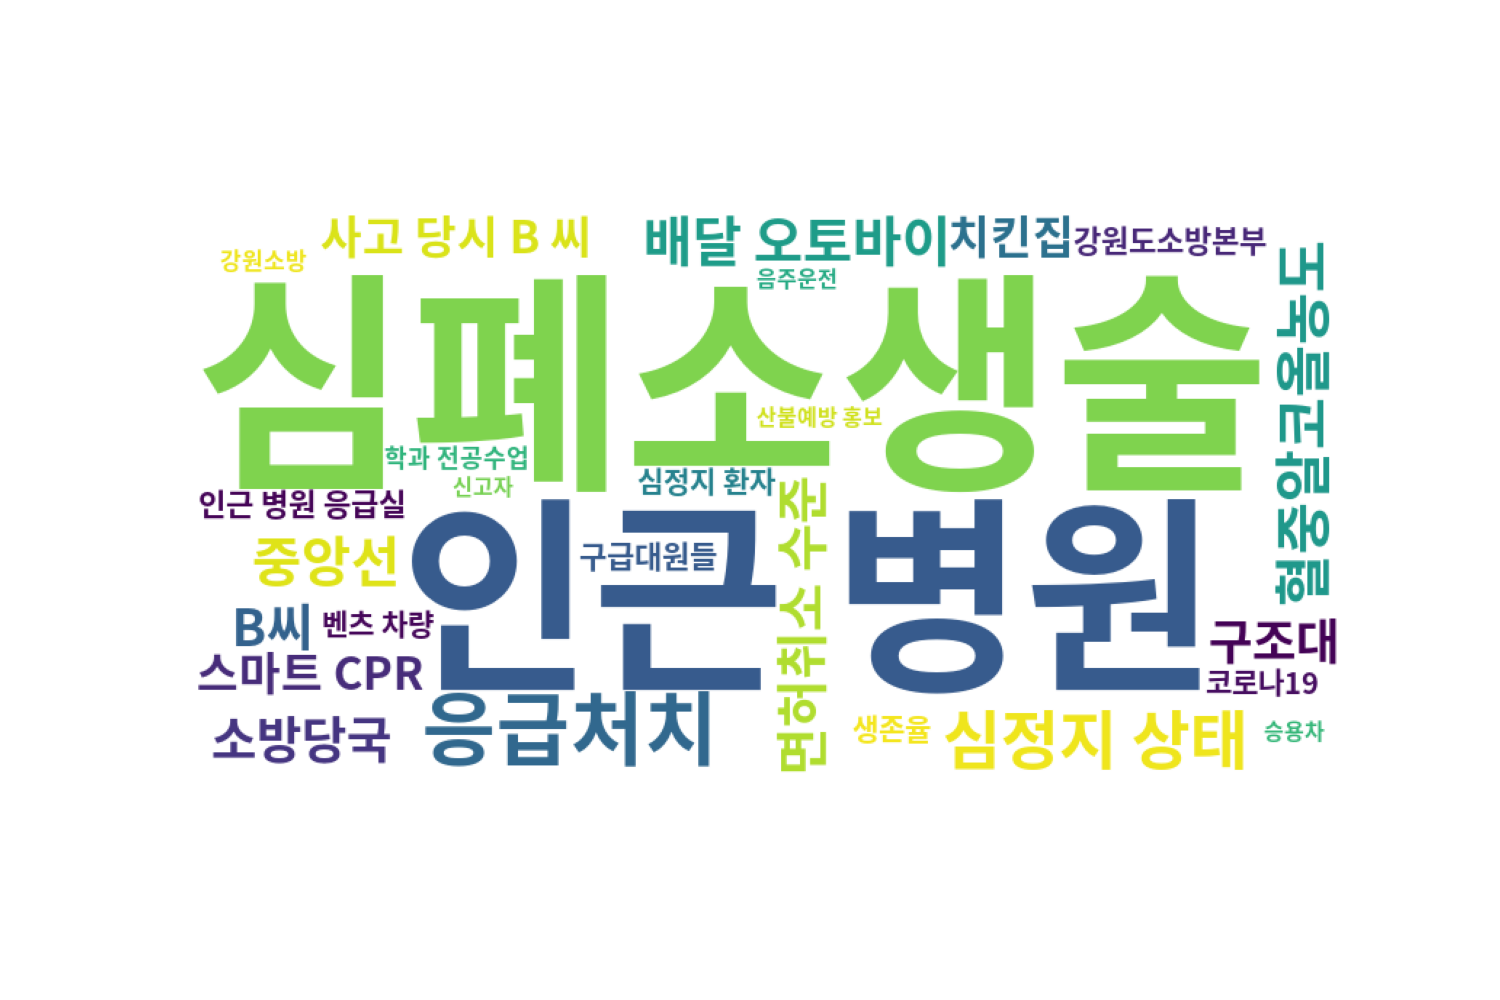 사고 당시 B 씨
배달 오토바이
치킨집
강원도소방본부
강원소방
음주운전
심폐소생술
혈중알코올농도
산불예방 홍보
학과 전공수업
신고자
심정지 환자
인근 병원 응급실
인근 병원
구급대원들
면허취소 수준
중앙선
B씨
벤츠 차량
구조대
스마트 CPR
코로나19
소방당국
응급처치
생존율
심정지 상태
승용차